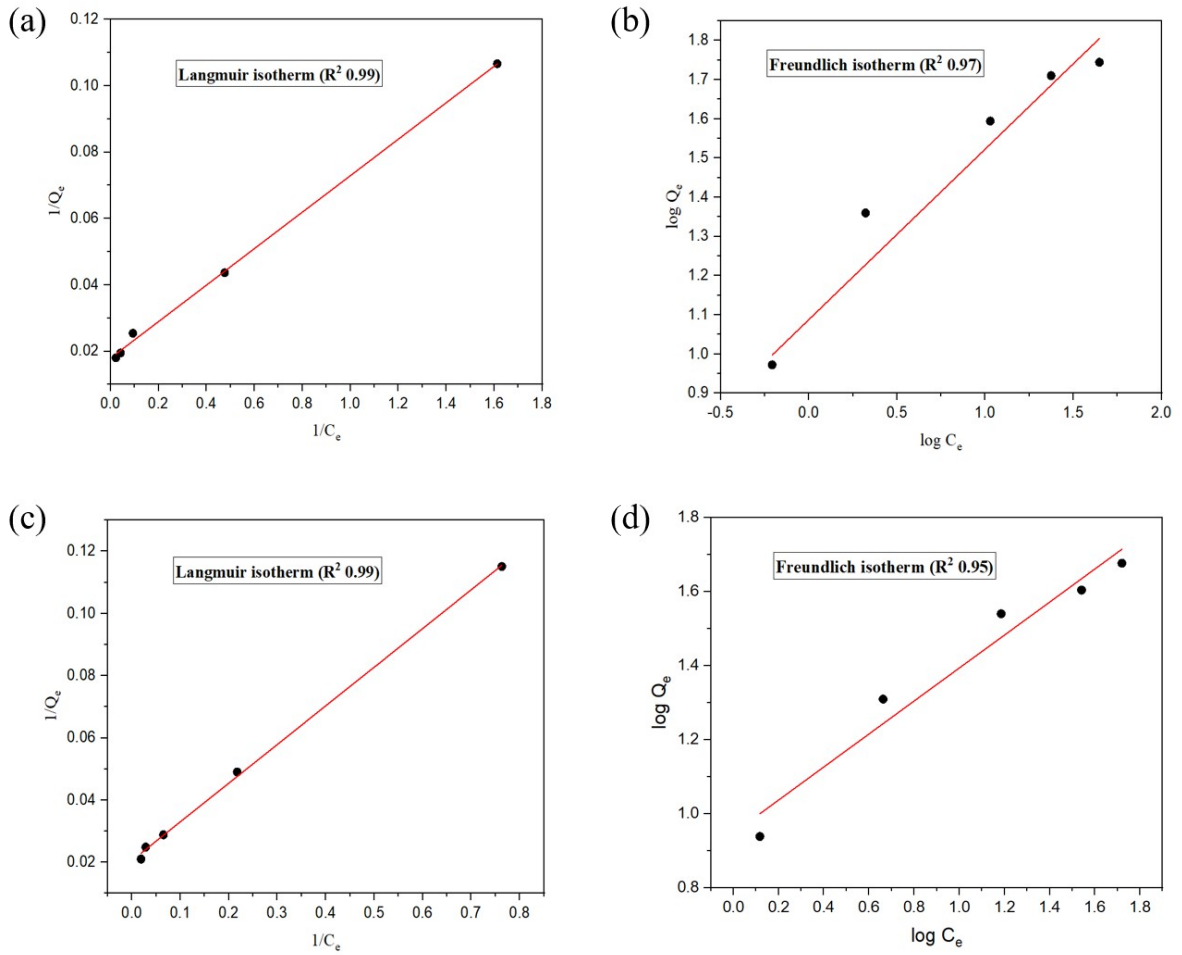 (a)
Langmuir isotherm (R² 0.99)
0.12
0.10
0.08
0.06
0.04
0.02
1/Qₑ
0.0 0.2 0.4 0.6 0.8 1.0 1.2 1.4 1.6 1.8
1/Cₑ
(b)
Freundlich isotherm (R² 0.97)
1.8
1.7
1.6
1.5
1.4
1.3
1.2
1.1
1.0
0.9
log Qₑ
-0.5 0.0 0.5 1.0 1.5 2.0
log Cₑ
(c)
Langmuir isotherm (R² 0.99)
0.12
0.10
0.08
0.06
0.04
0.02
1/Qₑ
0.0 0.1 0.2 0.3 0.4 0.5 0.6 0.7 0.8
1/Cₑ
(d)
Freundlich isotherm (R² 0.95)
1.8
1.6
1.4
1.2
1.0
0.8
log Qₑ
0.0 0.2 0.4 0.6 0.8 1.0 1.2 1.4 1.6 1.8
log Cₑ